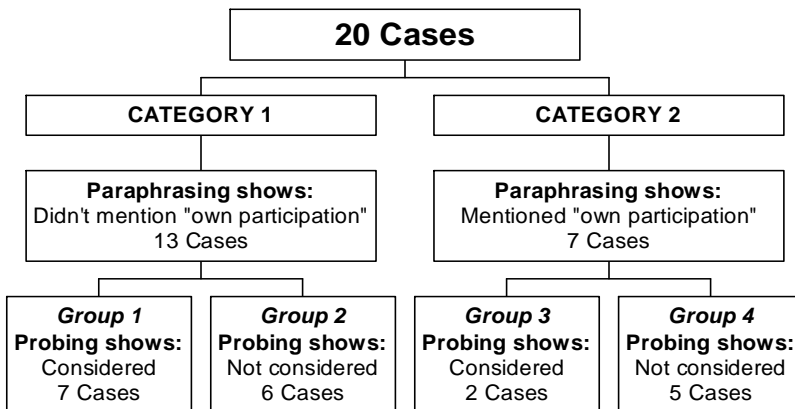 20 Cases
CATEGORY 1
CATEGORY 2
Paraphrasing shows:
Didn't mention "own participation"
13 Cases
Paraphrasing shows:
Mentioned "own participation"
7 Cases
Group 1
Probing shows:
Considered
7 Cases
Group 2
Probing shows:
Not considered
6 Cases
Group 3
Probing shows:
Considered
2 Cases
Group 4
Probing shows:
Not considered
5 Cases